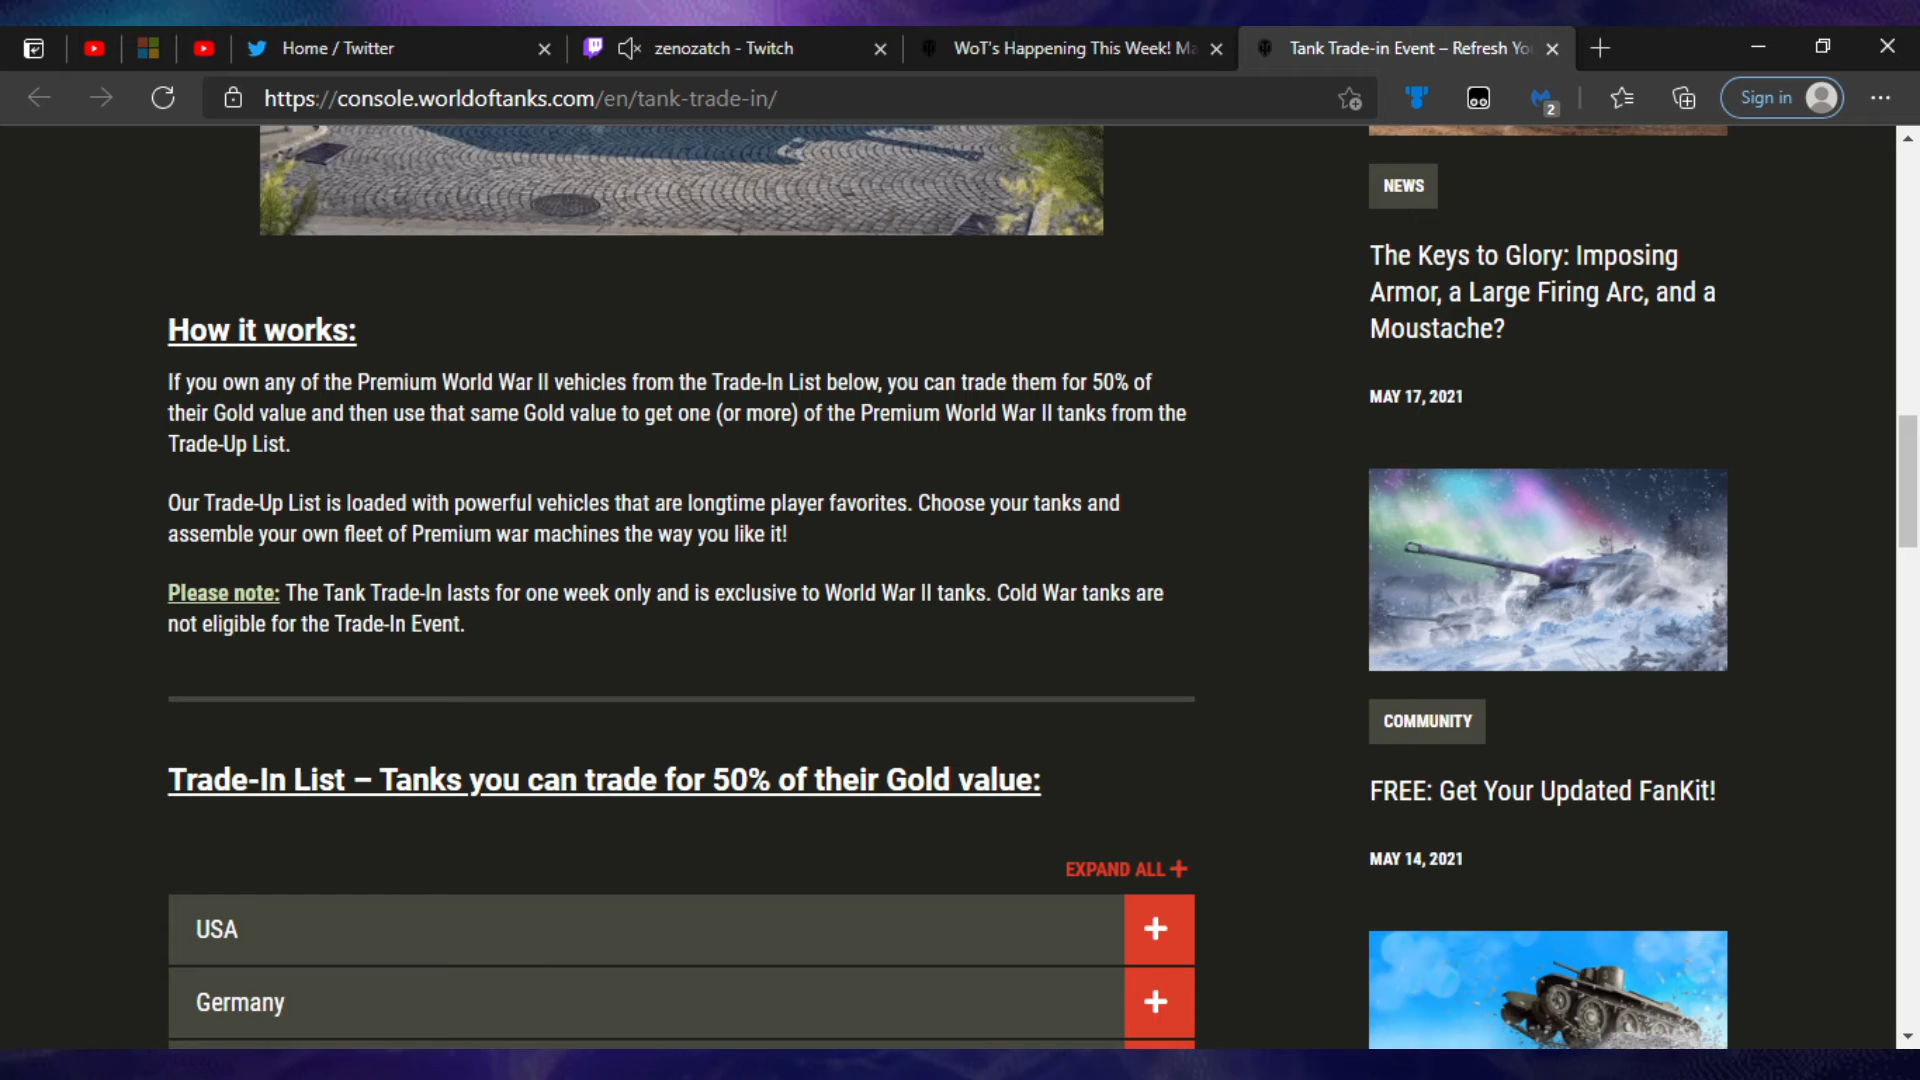 Home / Twitter
zenozatch - Twitch
WoT's Happening This Week! Ma
Tank Trade-in Event – Refresh Yo
https://console.worldoftanks.com/en/tank-trade-in/
2
Sign in
How it works:
If you own any of the Premium World War II vehicles from the Trade-In List below, you can trade them for 50% of
their Gold value and then use that same Gold value to get one (or more) of the Premium World War II tanks from the
Trade-Up List.
Our Trade-Up List is loaded with powerful vehicles that are longtime player favorites. Choose your tanks and
assemble your own fleet of Premium war machines the way you like it!
Please note: The Tank Trade-In lasts for one week only and is exclusive to World War II tanks. Cold War tanks are
not eligible for the Trade-In Event.
Trade-In List – Tanks you can trade for 50% of their Gold value:
EXPAND ALL +
USA
Germany
NEWS
The Keys to Glory: Imposing
Armor, a Large Firing Arc, and a
Moustache?
MAY 17, 2021
COMMUNITY
FREE: Get Your Updated FanKit!
MAY 14, 2021